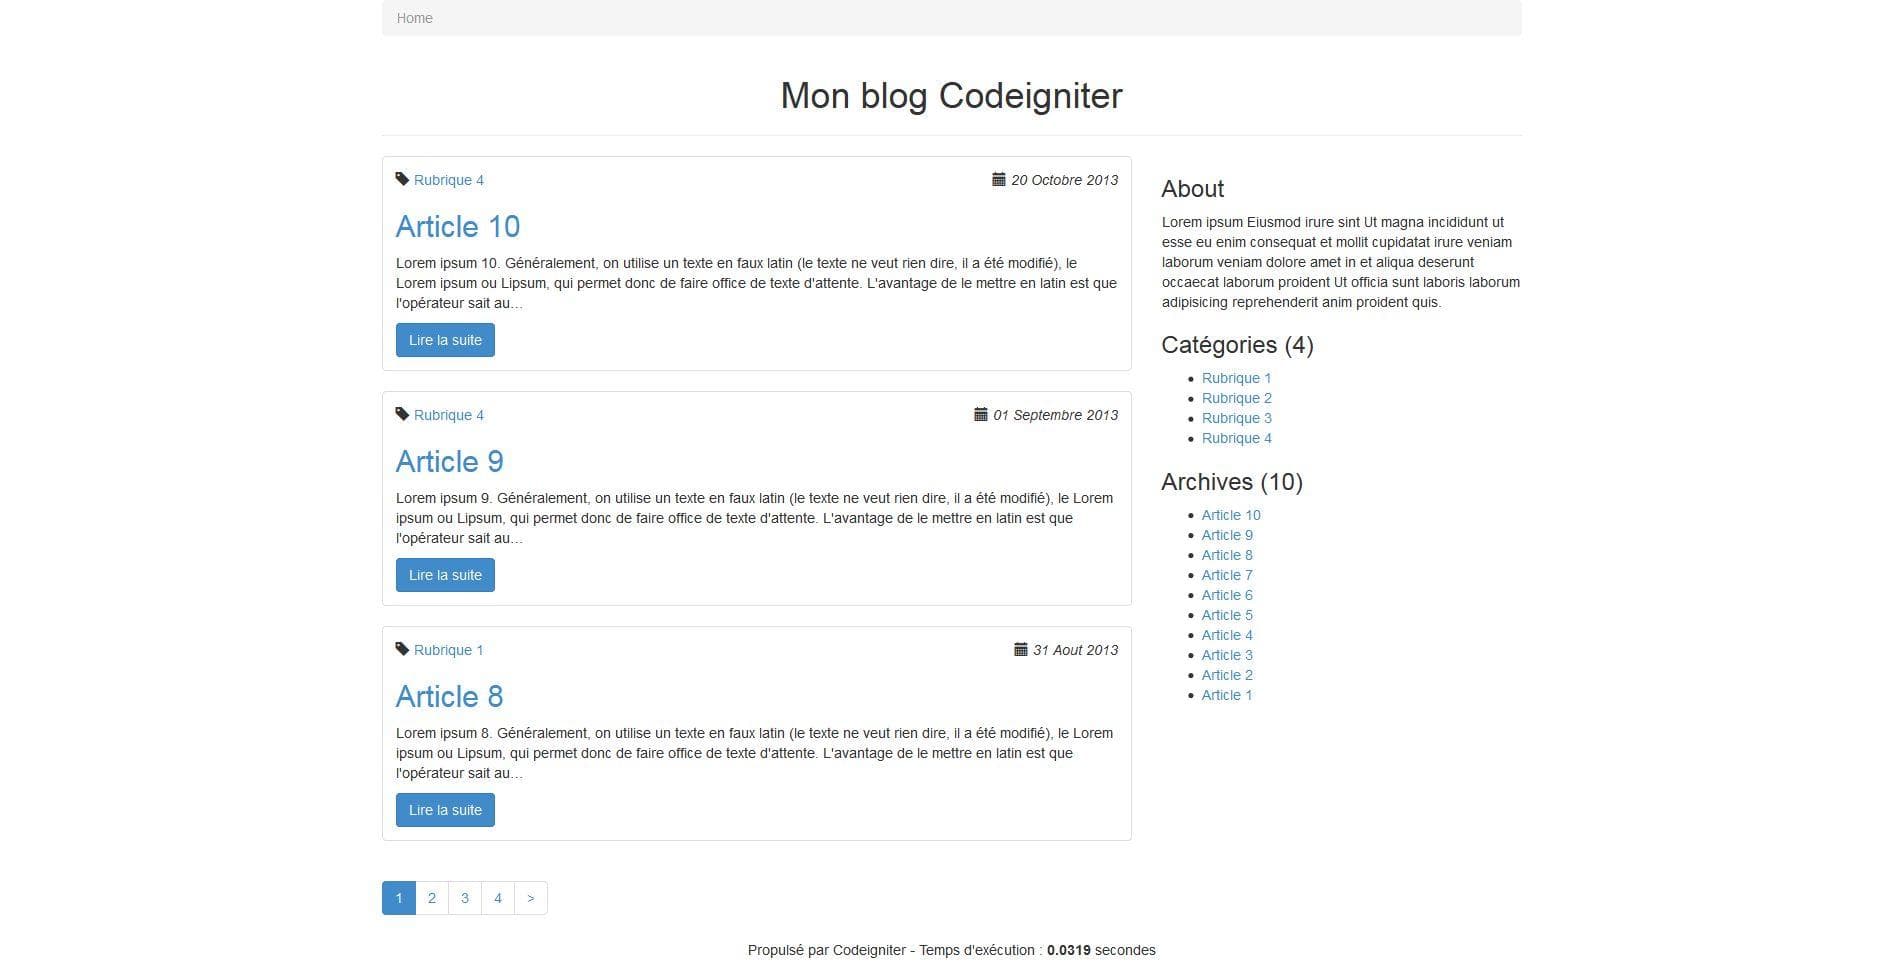 Home
Mon blog Codeigniter
Rubrique 4
20 Octobre 2013
Article 10
Lorem ipsum 10. Généralement, on utilise un texte en faux latin (le texte ne veut rien dire, il a été modifié), le
Lorem ipsum ou Lipsum, qui permet donc de faire office de texte d'attente. L'avantage de le mettre en latin est que
l'opérateur sait au…
Lire la suite
Rubrique 4
01 Septembre 2013
Article 9
Lorem ipsum 9. Généralement, on utilise un texte en faux latin (le texte ne veut rien dire, il a été modifié), le Lorem
ipsum ou Lipsum, qui permet donc de faire office de texte d'attente. L'avantage de le mettre en latin est que
l'opérateur sait au…
Lire la suite
Rubrique 1
31 Aout 2013
Article 8
Lorem ipsum 8. Généralement, on utilise un texte en faux latin (le texte ne veut rien dire, il a été modifié), le Lorem
ipsum ou Lipsum, qui permet donc de faire office de texte d'attente. L'avantage de le mettre en latin est que
l'opérateur sait au…
Lire la suite
1 2 3 4 >
About
Lorem ipsum Eiusmod irure sint Ut magna incididunt ut
esse eu enim consequat et mollit cupidatat irure veniam
laborum veniam dolore amet in et aliqua deserunt
occaecat laborum proident Ut officia sunt laboris laborum
adipisicing reprehenderit anim proident quis.
Catégories (4)
Rubrique 1
Rubrique 2
Rubrique 3
Rubrique 4
Archives (10)
Article 10
Article 9
Article 8
Article 7
Article 6
Article 5
Article 4
Article 3
Article 2
Article 1
Propulsé par Codeigniter - Temps d'exécution : 0.0319 secondes